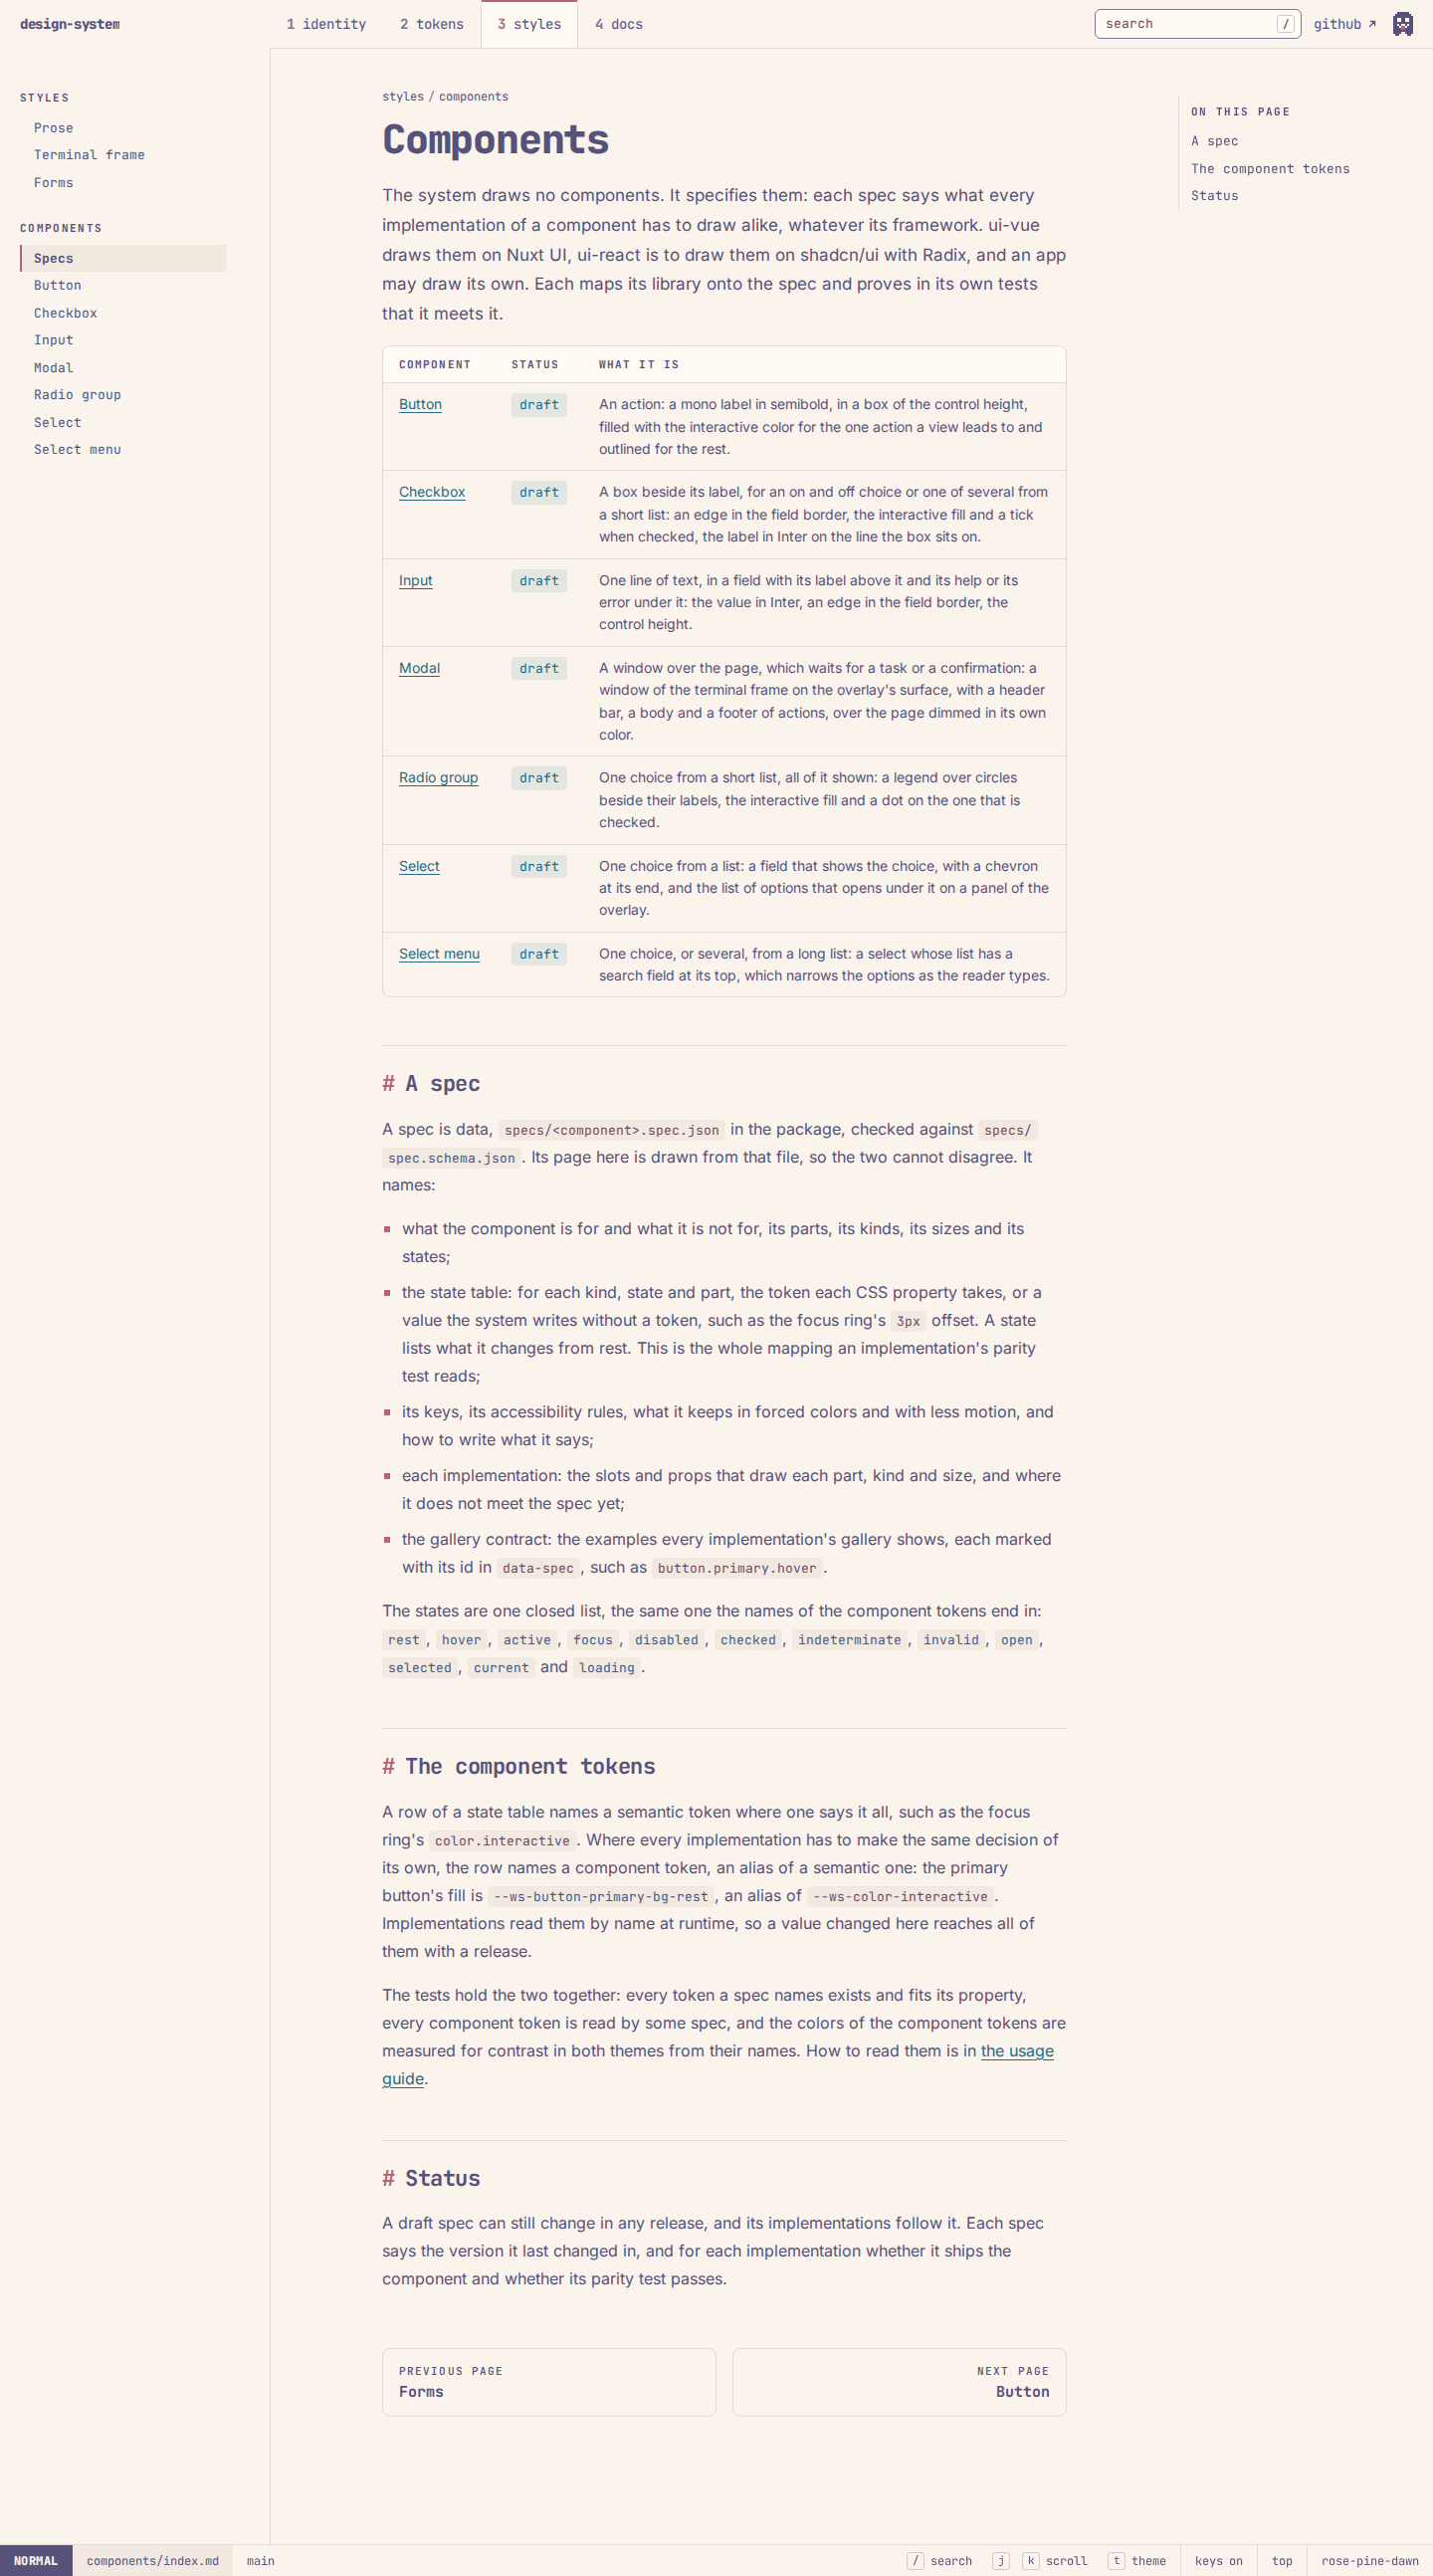 design-system
1 identity
2 tokens
3 styles
4 docs
search /
github ↗
STYLES
Prose
Terminal frame
Forms
COMPONENTS
Specs
Button
Checkbox
Input
Modal
Radio group
Select
Select menu
styles / components
Components
The system draws no components. It specifies them: each spec says what every
implementation of a component has to draw alike, whatever its framework. ui-vue
draws them on Nuxt UI, ui-react is to draw them on shadcn/ui with Radix, and an app
may draw its own. Each maps its library onto the spec and proves in its own tests
that it meets it.
COMPONENT STATUS WHAT IT IS
Button draft An action: a mono label in semibold, in a box of the control height,
filled with the interactive color for the one action a view leads to and
outlined for the rest.
Checkbox draft A box beside its label, for an on and off choice or one of several from
a short list: an edge in the field border, the interactive fill and a tick
when checked, the label in Inter on the line the box sits on.
Input draft One line of text, in a field with its label above it and its help or its
error under it: the value in Inter, an edge in the field border, the
control height.
Modal draft A window over the page, which waits for a task or a confirmation: a
window of the terminal frame on the overlay's surface, with a header
bar, a body and a footer of actions, over the page dimmed in its own
color.
Radio group draft One choice from a short list, all of it shown: a legend over circles
beside their labels, the interactive fill and a dot on the one that is
checked.
Select draft One choice from a list: a field that shows the choice, with a chevron
at its end, and the list of options that opens under it on a panel of the
overlay.
Select menu draft One choice, or several, from a long list: a select whose list has a
search field at its top, which narrows the options as the reader types.
# A spec
A spec is data, specs/<component>.spec.json in the package, checked against specs/
spec.schema.json. Its page here is drawn from that file, so the two cannot disagree. It
names:
what the component is for and what it is not for, its parts, its kinds, its sizes and its
states;
the state table: for each kind, state and part, the token each CSS property takes, or a
value the system writes without a token, such as the focus ring's 3px offset. A state
lists what it changes from rest. This is the whole mapping an implementation's parity
test reads;
its keys, its accessibility rules, what it keeps in forced colors and with less motion, and
how to write what it says;
each implementation: the slots and props that draw each part, kind and size, and where
it does not meet the spec yet;
the gallery contract: the examples every implementation's gallery shows, each marked
with its id in data-spec, such as button.primary.hover.
The states are one closed list, the same one the names of the component tokens end in:
rest, hover, active, focus, disabled, checked, indeterminate, invalid, open,
selected, current and loading.
# The component tokens
A row of a state table names a semantic token where one says it all, such as the focus
ring's color.interactive. Where every implementation has to make the same decision of
its own, the row names a component token, an alias of a semantic one: the primary
button's fill is --ws-button-primary-bg-rest, an alias of --ws-color-interactive.
Implementations read them by name at runtime, so a value changed here reaches all of
them with a release.
The tests hold the two together: every token a spec names exists and fits its property,
every component token is read by some spec, and the colors of the component tokens are
measured for contrast in both themes from their names. How to read them is in the usage
guide.
# Status
A draft spec can still change in any release, and its implementations follow it. Each spec
says the version it last changed in, and for each implementation whether it ships the
component and whether its parity test passes.
PREVIOUS PAGE
Forms
NEXT PAGE
Button
ON THIS PAGE
A spec
The component tokens
Status
NORMAL
components/index.md
main
/ search
j k scroll
t theme
keys on
top
rose-pine-dawn